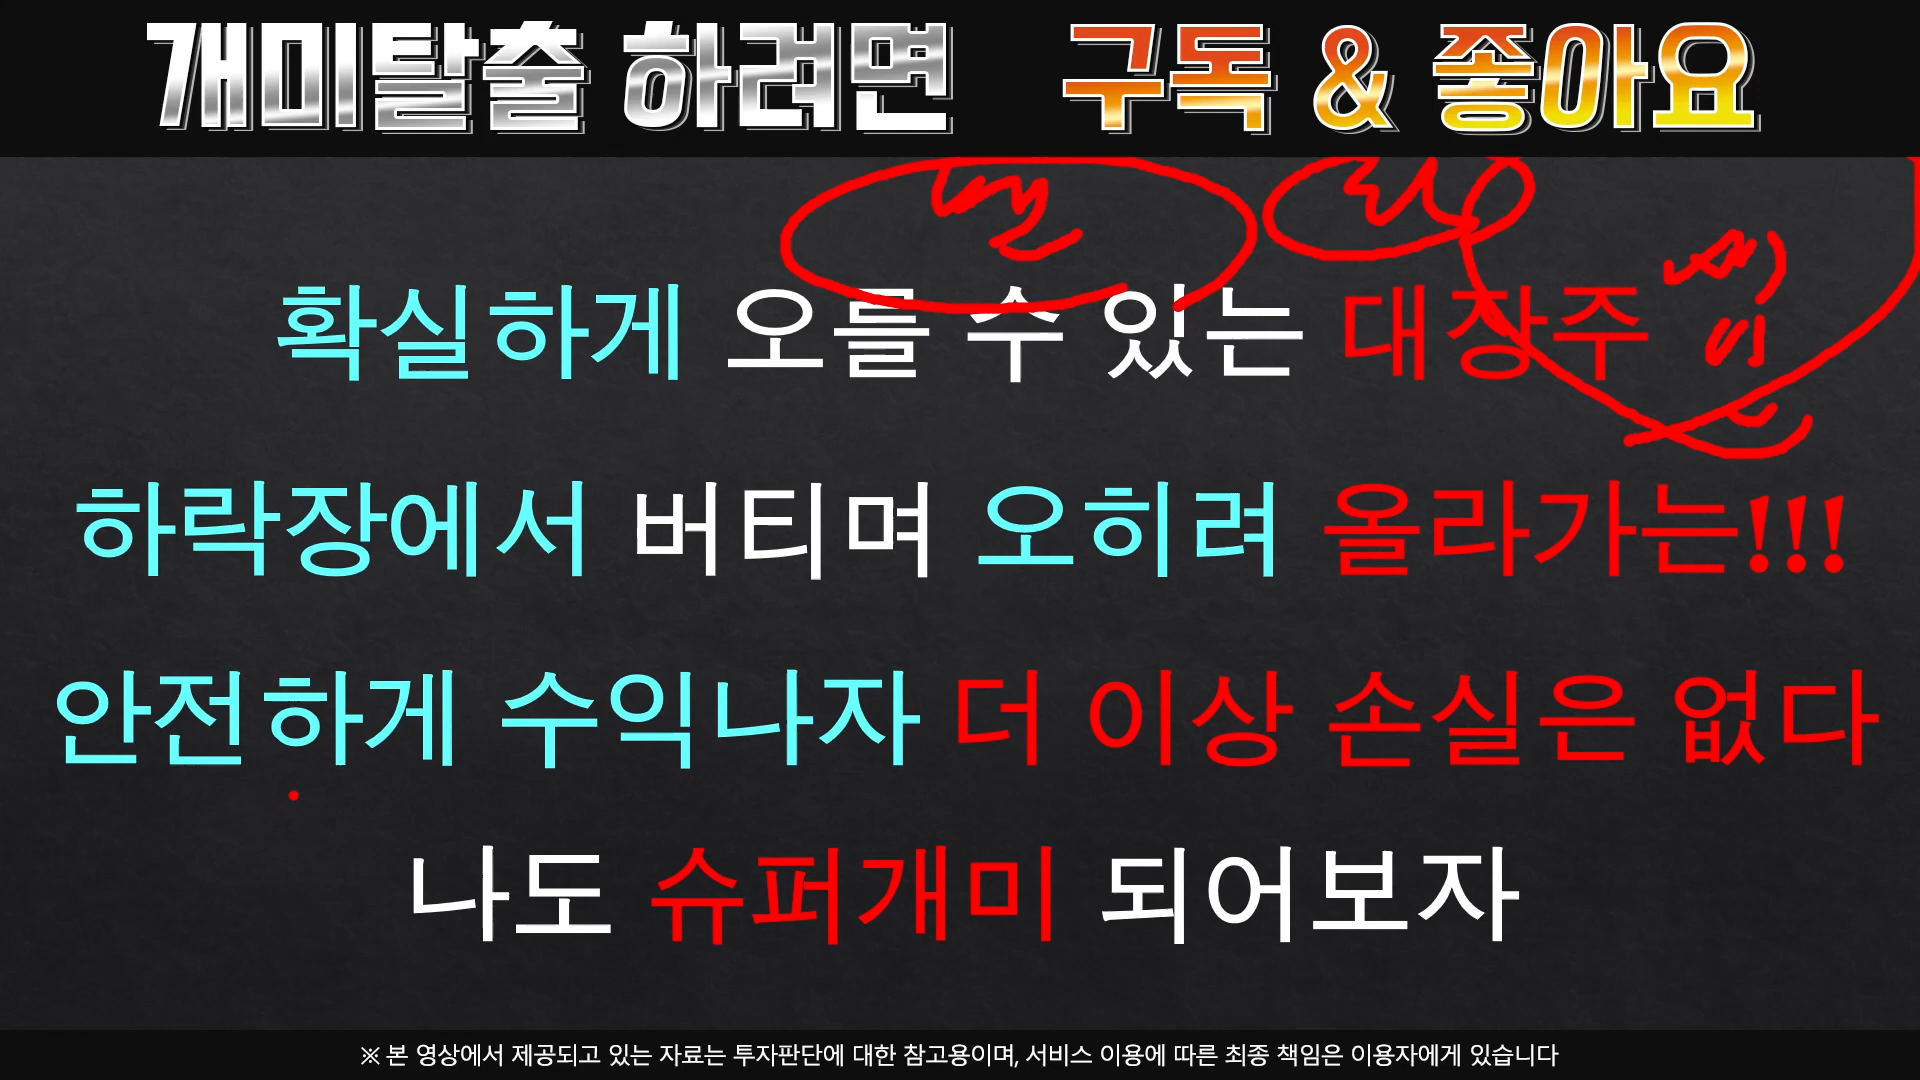 개미탈출 하려면 구독 & 좋아요
확실하게 오를 수 있는 대장주
하락장에서 버티며 오히려 올라가는!!!
안전하게 수익나자 더 이상 손실은 없다
나도 슈퍼개미 되어보자
※ 본 영상에서 제공되고 있는 자료는 투자판단에 대한 참고용이며, 서비스 이용에 따른 최종 책임은 이용자에게 있습니다